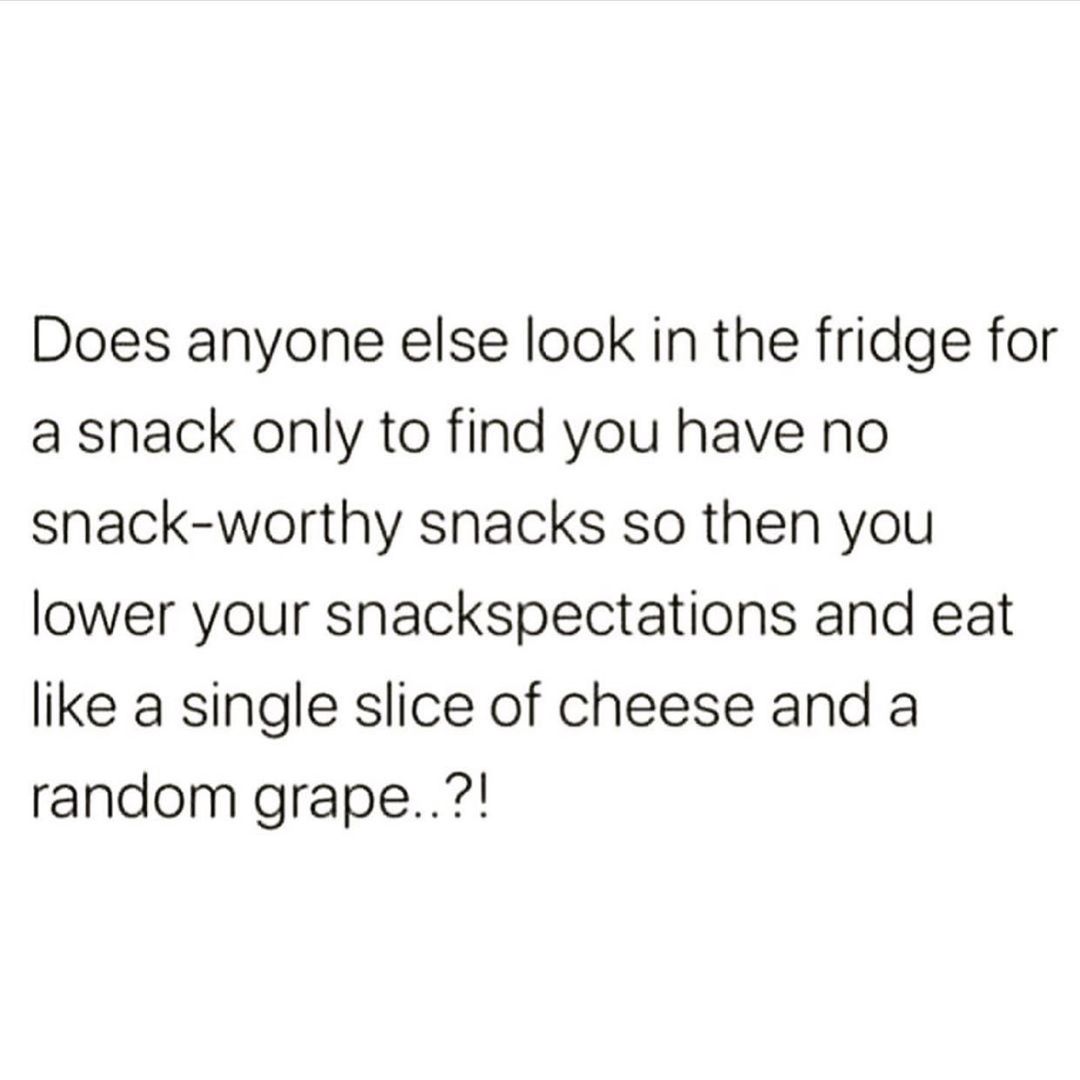 Does anyone else look in the fridge for
a snack only to find you have no
snack-worthy snacks so then you
lower your snackspectations and eat
like a single slice of cheese and a
random grape..?!